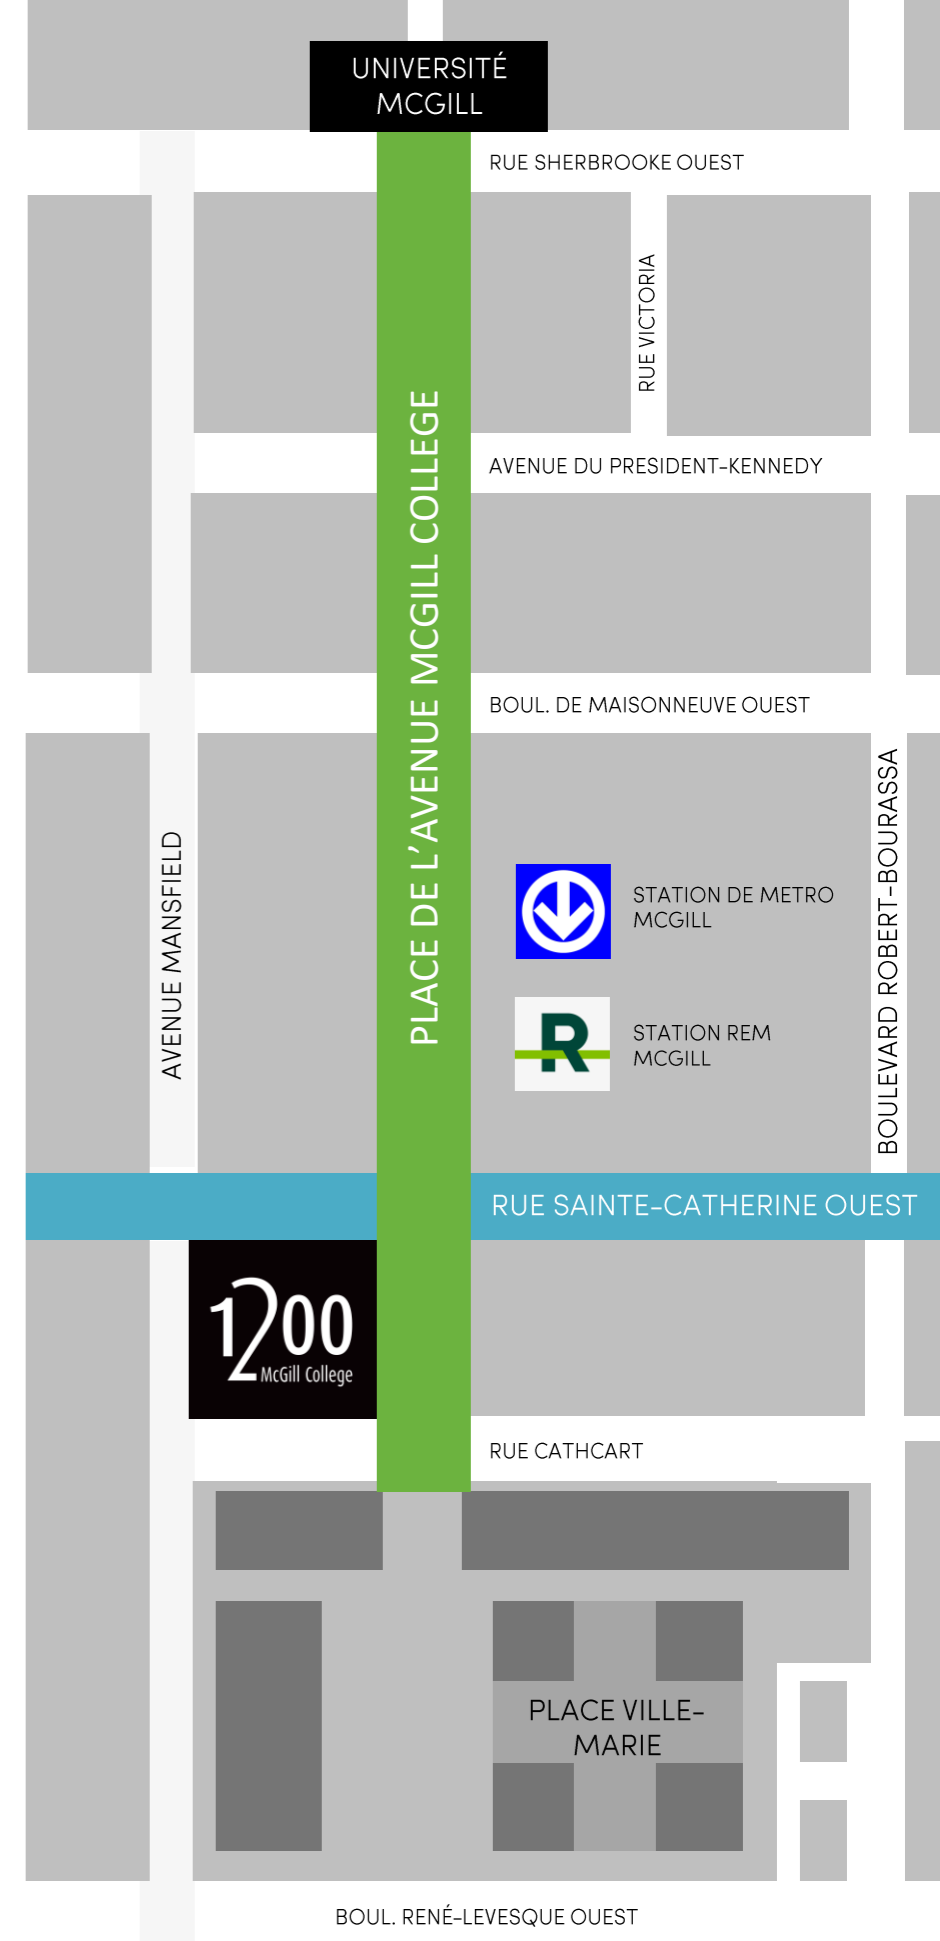 UNIVERSITÉ
MCGILL
RUE SHERBROOKE OUEST
RUE VICTORIA
PLACE DE L'AVENUE MCGILL COLLEGE
AVENUE DU PRESIDENT-KENNEDY
BOUL. DE MAISONNEUVE OUEST
AVENUE MANSFIELD
STATION DE METRO
MCGILL
R
STATION REM
MCGILL
BOULEVARD ROBERT-BOURASSA
RUE SAINTE-CATHERINE OUEST
1200
McGill College
RUE CATHCART
PLACE VILLE-
MARIE
BOUL. RENÉ-LEVESQUE OUEST